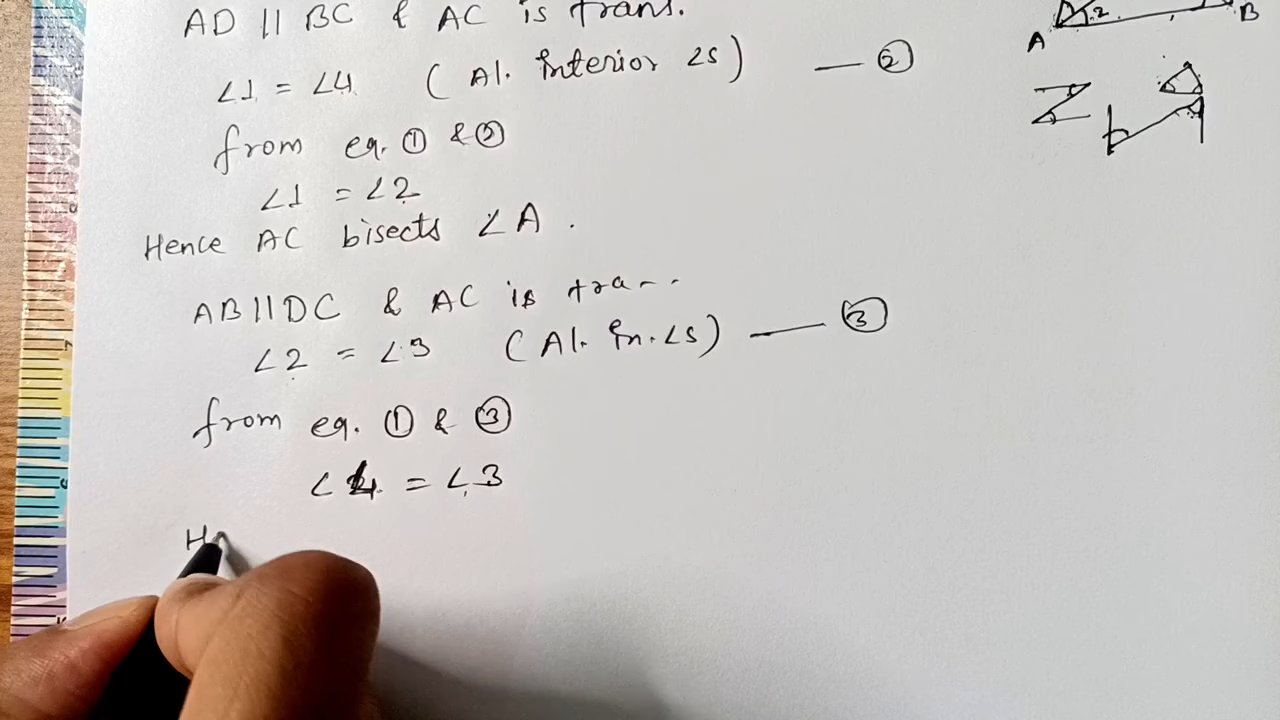 AD || BC & AC is trans.
∠1 = ∠4 (Al. interior ∠s) — ②
from eq. ① & ②
∠1 = ∠2
Hence AC bisects ∠A.
AB || DC & AC is tra--
∠2 = ∠3 (Al. In. ∠s) — ③
from eq. ① & ③
∠4 = ∠3
H
A
2
B